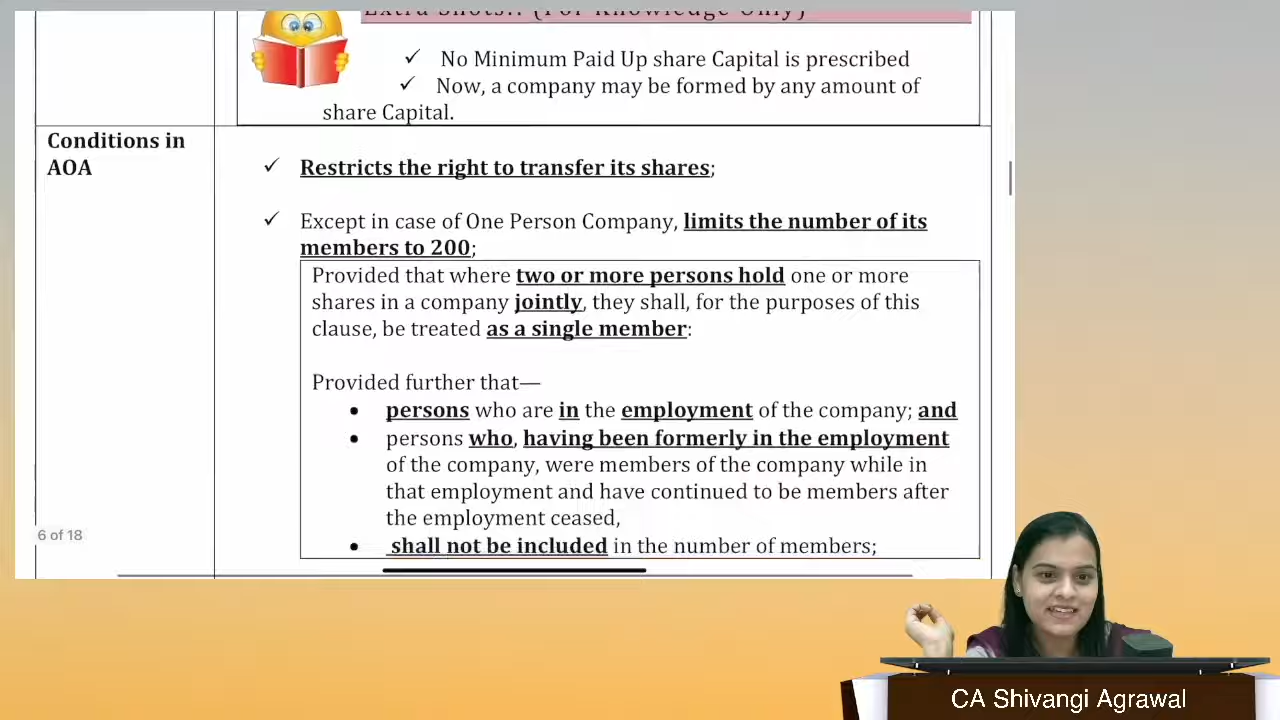 Extra Shots!! (For Knowledge Only)
✓ No Minimum Paid Up share Capital is prescribed
✓ Now, a company may be formed by any amount of
share Capital.
Conditions in
AOA
✓ Restricts the right to transfer its shares;
✓ Except in case of One Person Company, limits the number of its
members to 200;
Provided that where two or more persons hold one or more
shares in a company jointly, they shall, for the purposes of this
clause, be treated as a single member:
Provided further that—
• persons who are in the employment of the company; and
• persons who, having been formerly in the employment
of the company, were members of the company while in
that employment and have continued to be members after
the employment ceased,
• shall not be included in the number of members;
6 of 18
CA Shivangi Agrawal